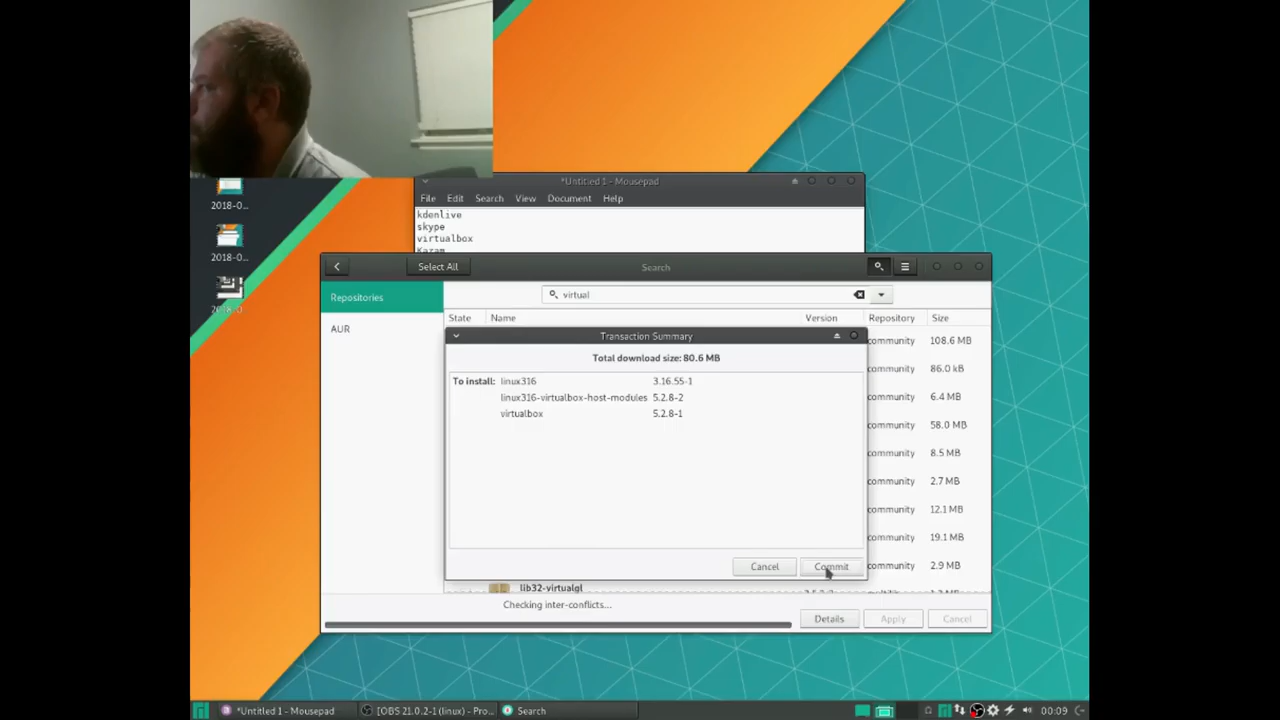 2018-0...
2018-0...
*Untitled 1 - Mousepad
File Edit Search View Document Help
kdenlive
skype
virtualbox
Kazam
Select All
Search
Repositories
AUR
virtual
State Name Version Repository Size
community 108.6 MB
community 86.0 kB
community 6.4 MB
community 58.0 MB
community 8.5 MB
community 2.7 MB
community 12.1 MB
community 19.1 MB
community 2.9 MB
Transaction Summary
Total download size: 80.6 MB
To install: linux316 3.16.55-1
linux316-virtualbox-host-modules 5.2.8-2
virtualbox 5.2.8-1
Cancel Commit
lib32-virtualgl
Checking inter-conflicts...
Details Apply Cancel
*Untitled 1 - Mousepad [OBS 21.0.2-1 (linux) - Pro... Search 00:09